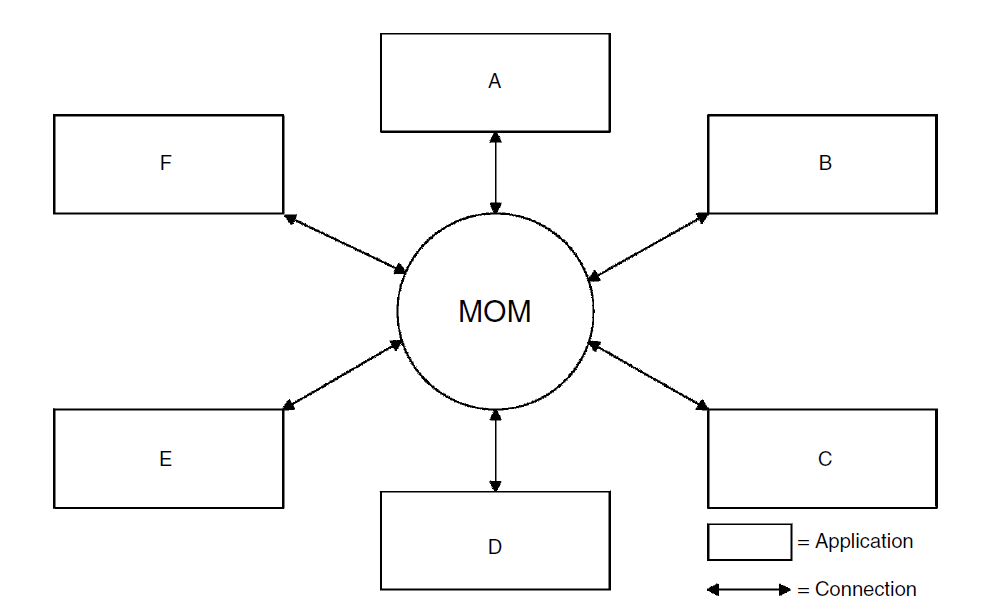 A
F
B
MOM
E
C
D
= Application
= Connection